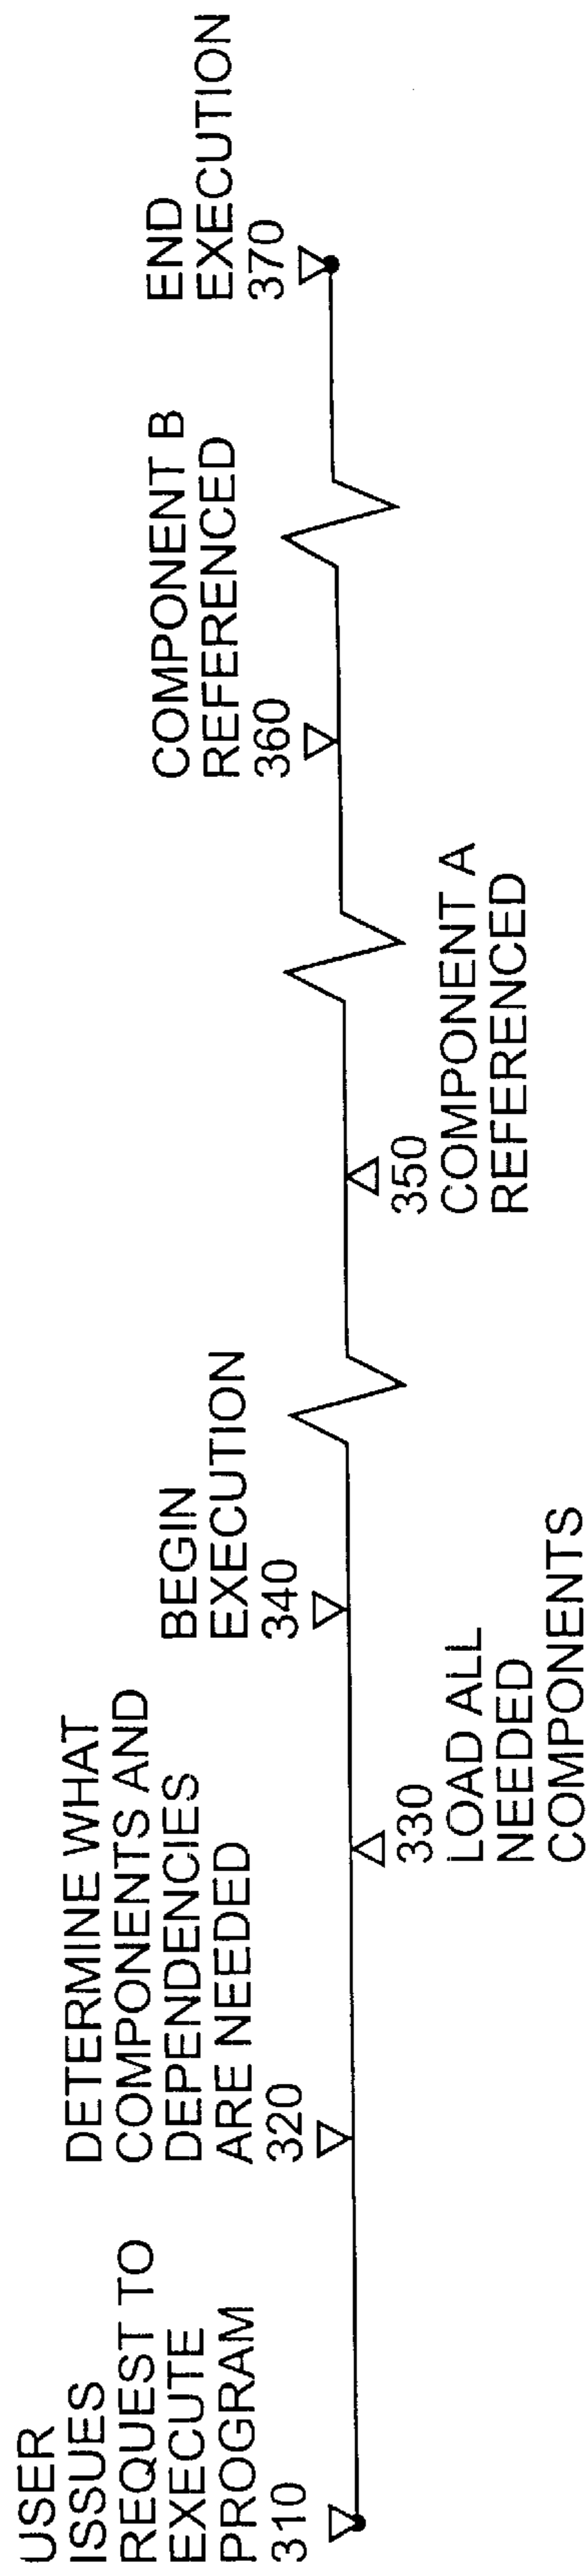 USER
ISSUES
REQUEST TO
EXECUTE
PROGRAM
310
DETERMINE WHAT
COMPONENTS AND
DEPENDENCIES
ARE NEEDED
320
330
LOAD ALL
NEEDED
COMPONENTS
BEGIN
EXECUTION
340
350
COMPONENT A
REFERENCED
COMPONENT B
REFERENCED
360
END
EXECUTION
370